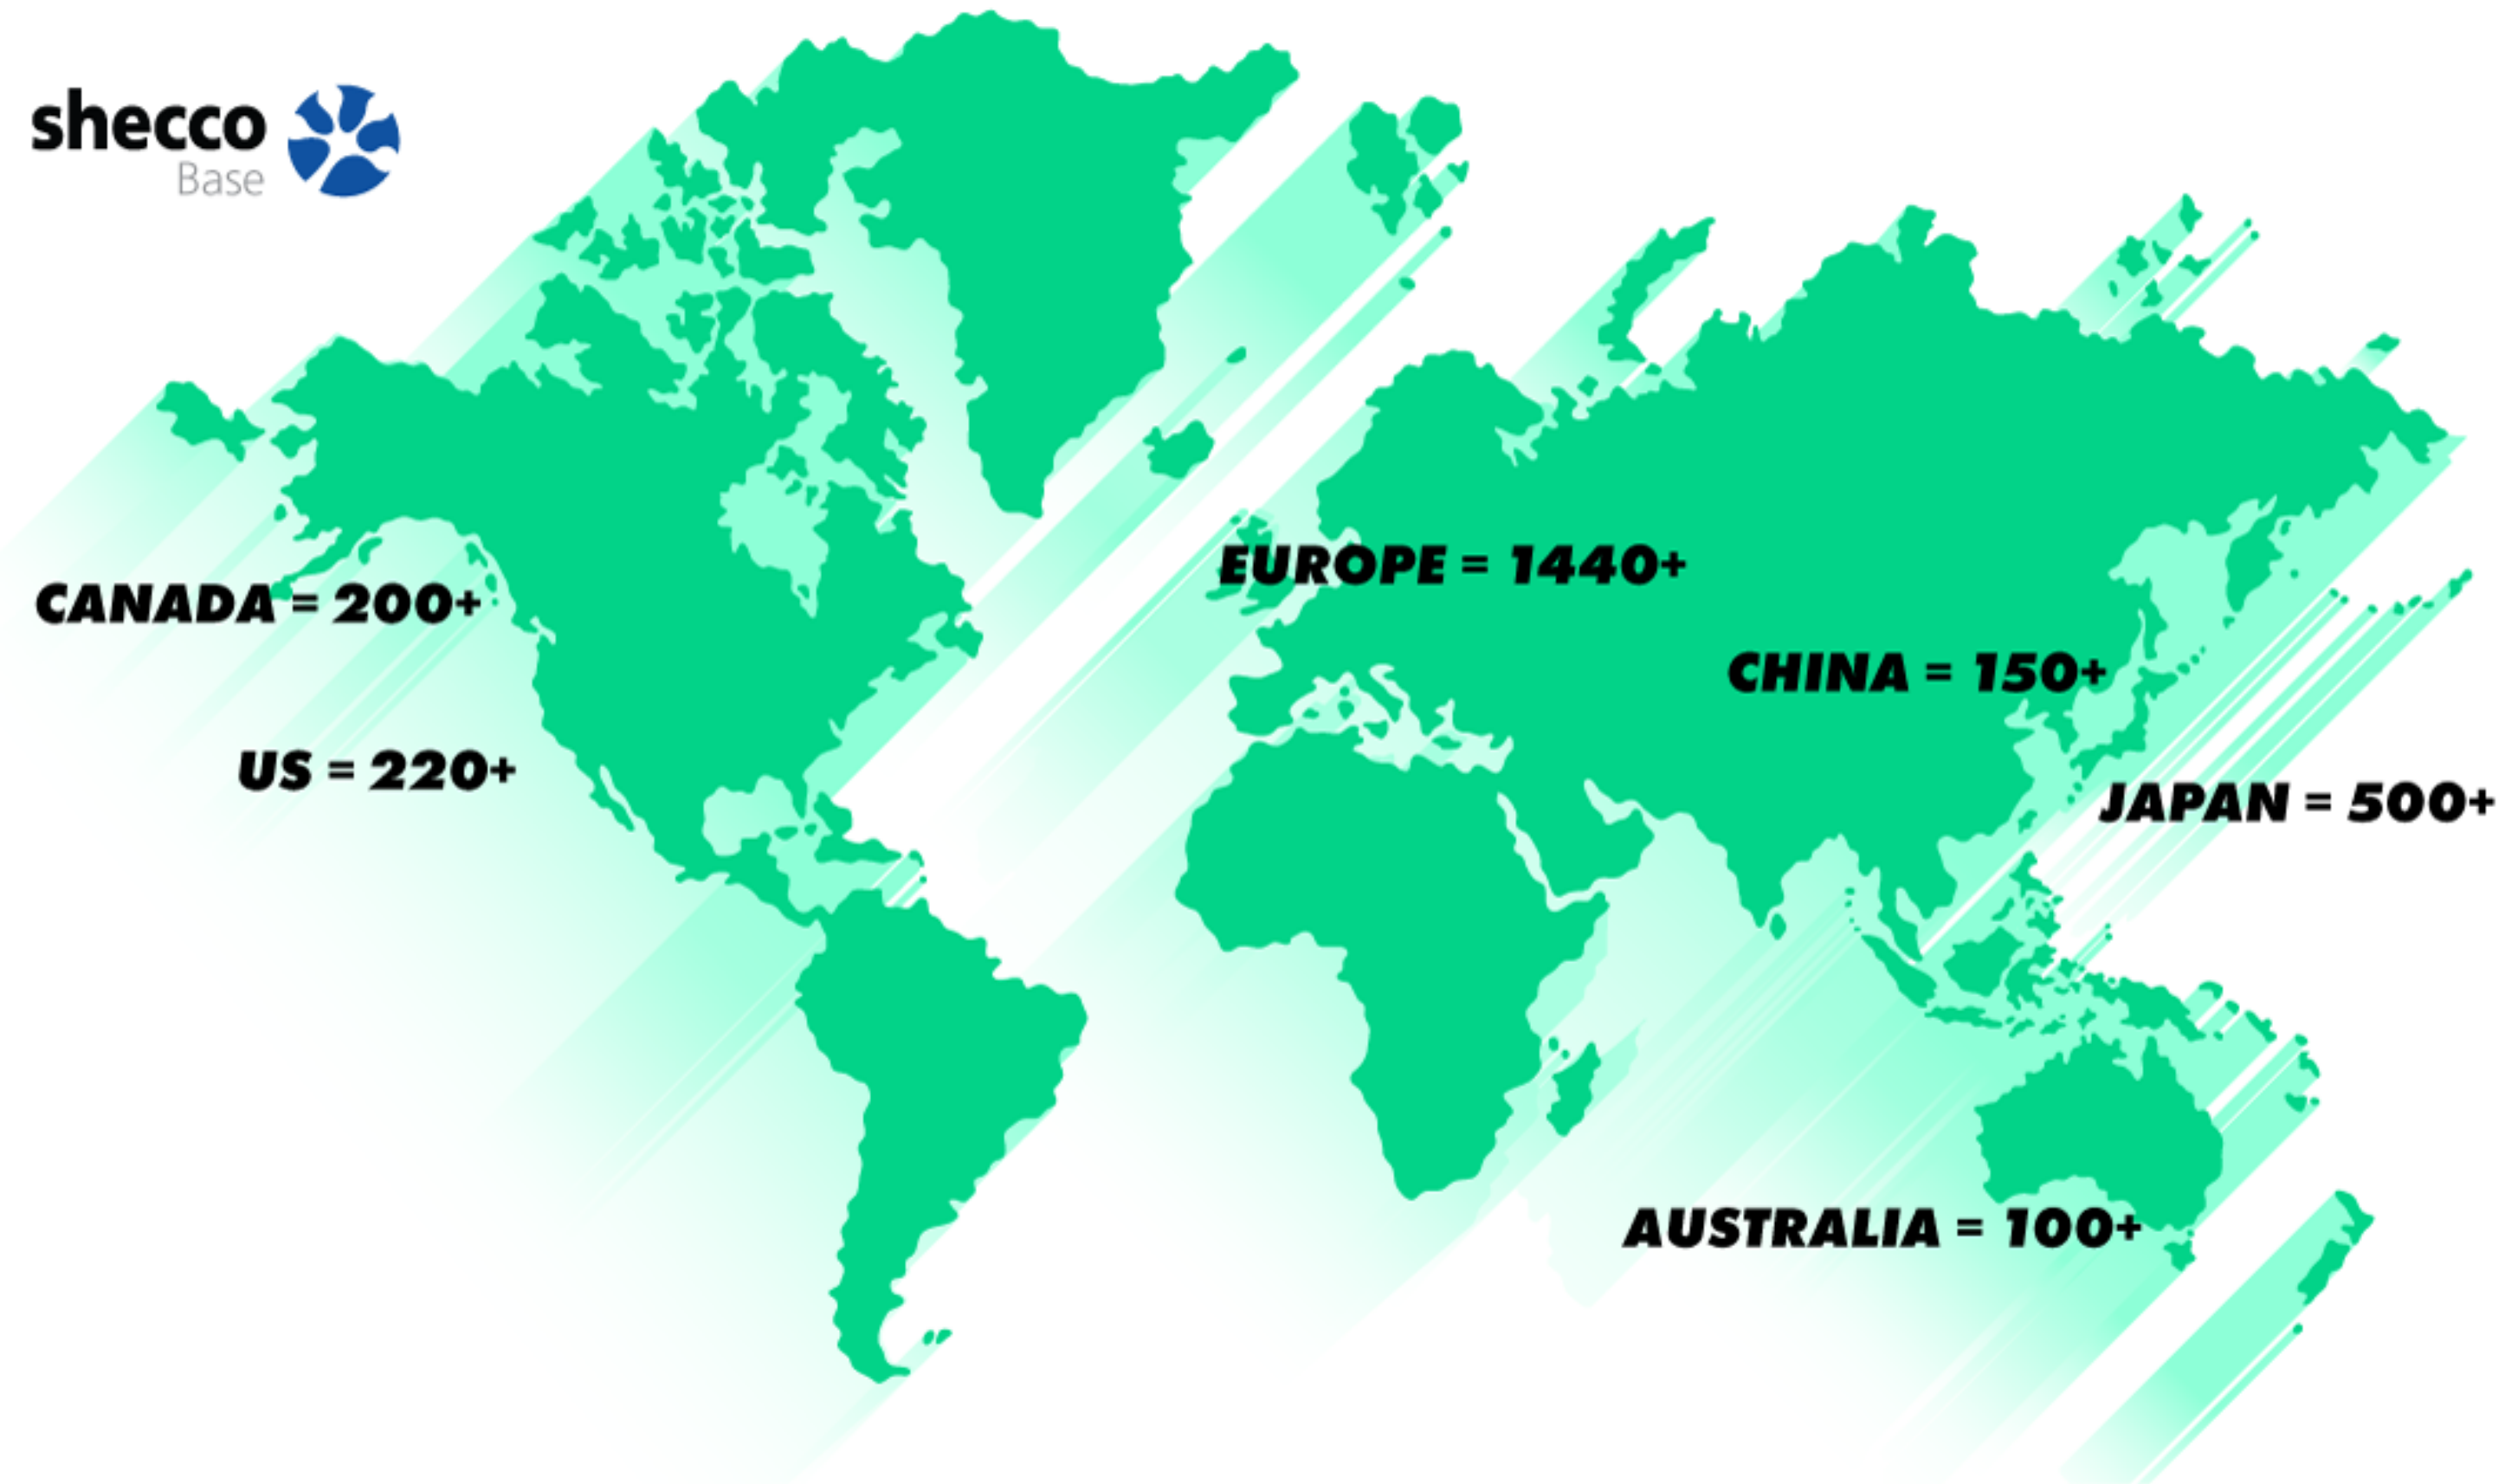 shecco
Base
EUROPE = 1440+
CANADA = 200+
CHINA = 150+
US = 220+
JAPAN = 500+
AUSTRALIA = 100+